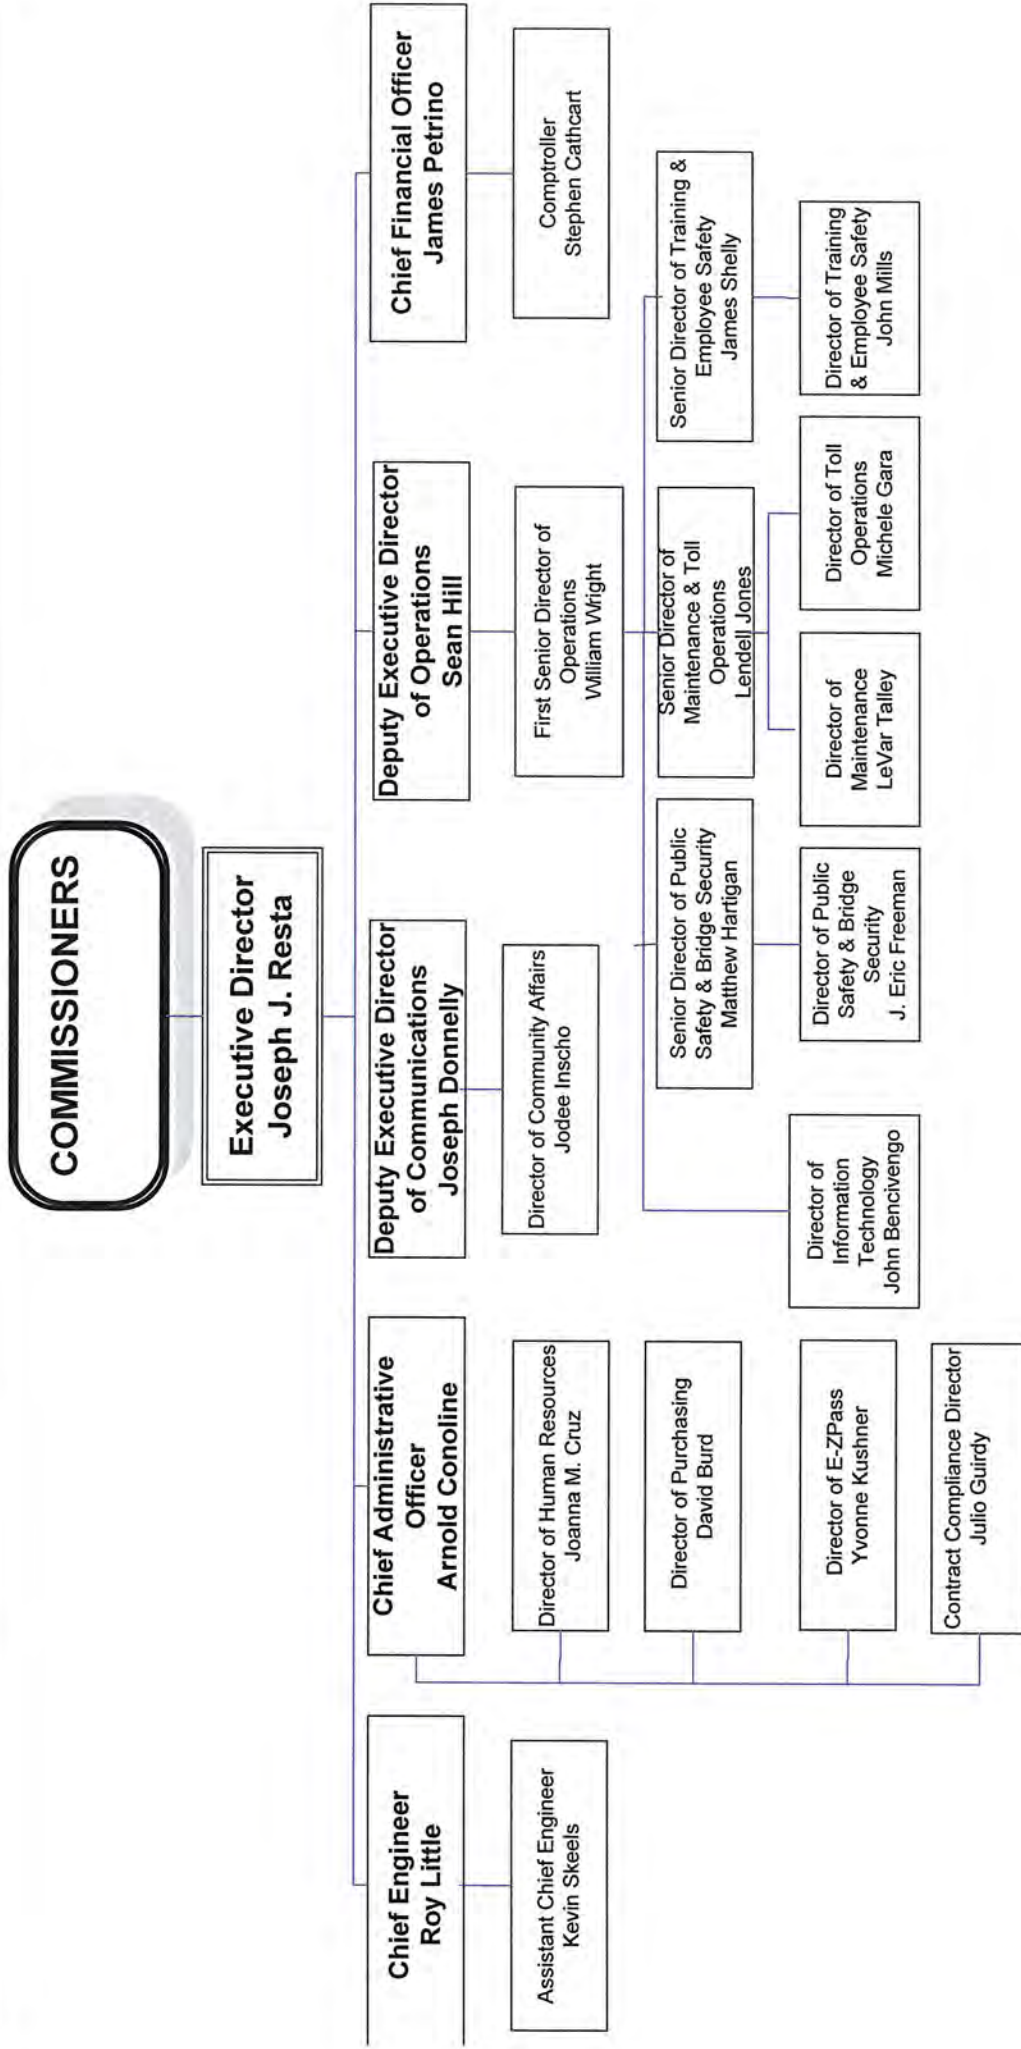 COMMISSIONERS
Executive Director
Joseph J. Resta
Chief Engineer
Roy Little
Chief Administrative
Officer
Arnold Conoline
Deputy Executive Director
of Communications
Joseph Donnelly
Deputy Executive Director
of Operations
Sean Hill
Chief Financial Officer
James Petrino
Assistant Chief Engineer
Kevin Skeels
Director of Human Resources
Joanna M. Cruz
Director of Community Affairs
Jodee Inscho
First Senior Director of
Operations
William Wright
Comptroller
Stephen Cathcart
Director of Purchasing
David Burd
Senior Director of Public
Safety & Bridge Security
Matthew Hartigan
Senior Director of
Maintenance & Toll
Operations
Lendell Jones
Senior Director of Training &
Employee Safety
James Shelly
Director of E-ZPass
Yvonne Kushner
Director of
Information
Technology
John Bencivengo
Director of Public
Safety & Bridge
Security
J. Eric Freeman
Director of
Maintenance
LeVar Talley
Director of Toll
Operations
Michele Gara
Director of Training
& Employee Safety
John Mills
Contract Compliance Director
Julio Guirdy